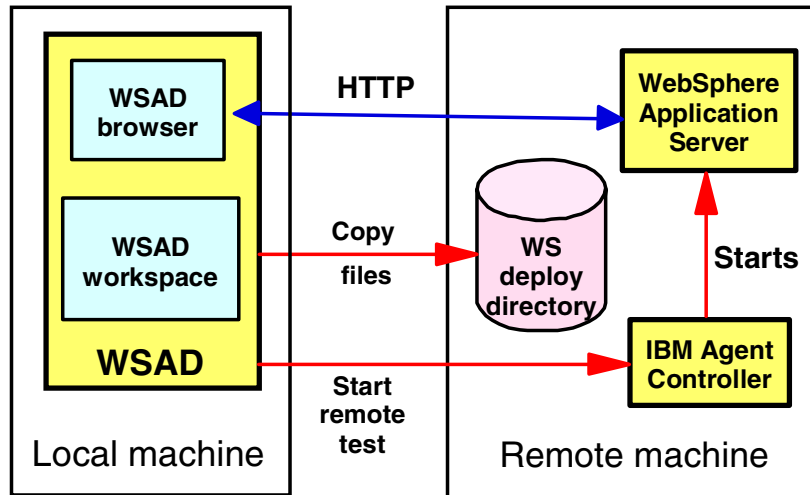 WSAD
browser
HTTP
WebSphere
Application
Server
WSAD
workspace
Copy
files
WS
deploy
directory
Starts
WSAD
Start
remote
test
IBM Agent
Controller
Local machine
Remote machine